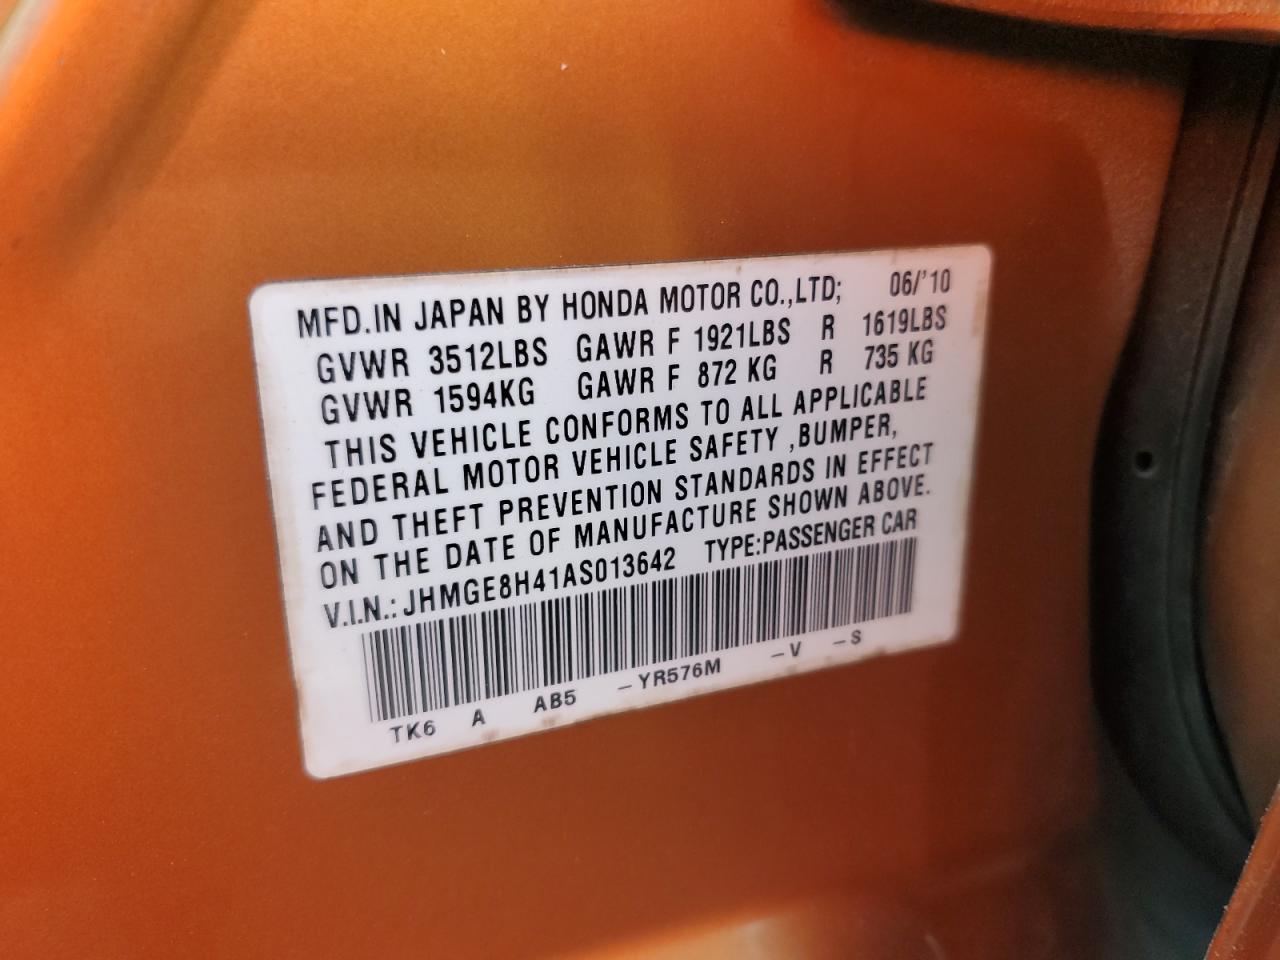 MFD.IN JAPAN BY HONDA MOTOR CO.,LTD; 06/'10
GVWR 3512LBS GAWR F 1921LBS R 1619LBS
GVWR 1594KG GAWR F 872 KG R 735 KG
THIS VEHICLE CONFORMS TO ALL APPLICABLE
FEDERAL MOTOR VEHICLE SAFETY ,BUMPER,
AND THEFT PREVENTION STANDARDS IN EFFECT
ON THE DATE OF MANUFACTURE SHOWN ABOVE.
V.I.N.: JHMGE8H41AS013642 TYPE:PASSENGER CAR
TK6 A AB5 -YR576M -V -S